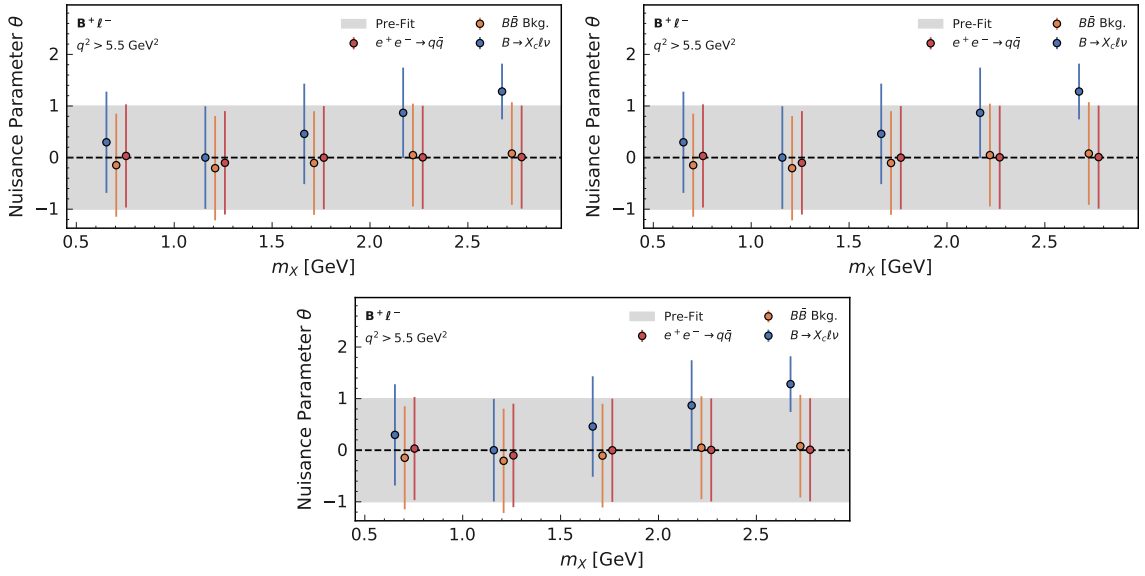 B⁺ℓ⁻
q² > 5.5 GeV²
Pre-Fit
e⁺e⁻→qq̄
BB̄ Bkg.
B→X_cℓν
Nuisance Parameter θ
2
1
0
−1
0.5 1.0 1.5 2.0 2.5
m_X [GeV]
B⁺ℓ⁻
q² > 5.5 GeV²
Pre-Fit
e⁺e⁻→qq̄
BB̄ Bkg.
B→X_cℓν
Nuisance Parameter θ
2
1
0
−1
0.5 1.0 1.5 2.0 2.5
m_X [GeV]
B⁺ℓ⁻
q² > 5.5 GeV²
Pre-Fit
e⁺e⁻→qq̄
BB̄ Bkg.
B→X_cℓν
Nuisance Parameter θ
2
1
0
−1
0.5 1.0 1.5 2.0 2.5
m_X [GeV]